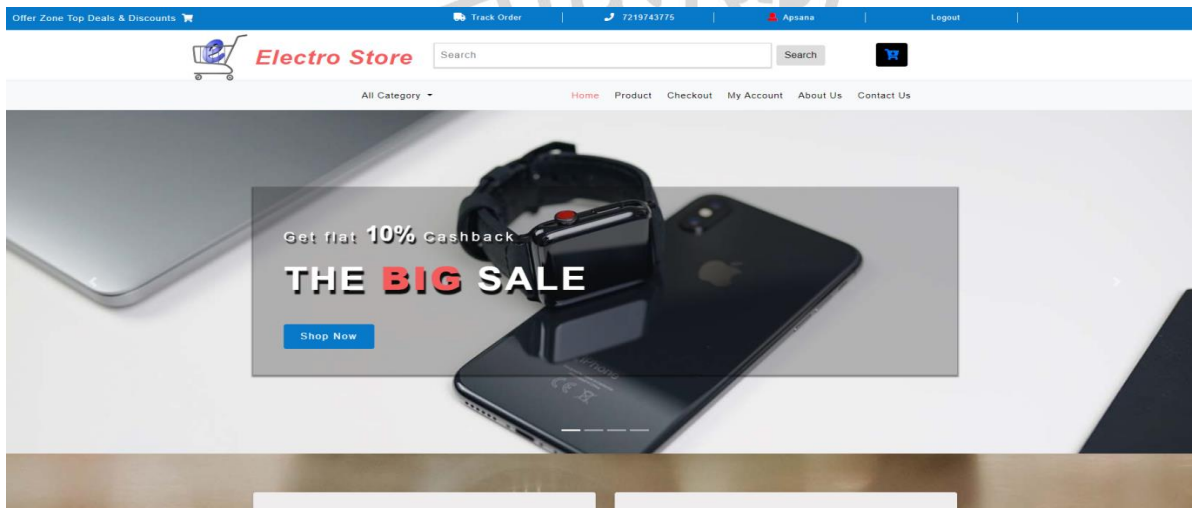 Offer Zone Top Deals & Discounts Track Order 7219743775 Apsana Logout
Electro Store Search Search
All Category Home Product Checkout My Account About Us Contact Us
Get flat 10% Cashback
THE BIG SALE
Shop Now
iPhone